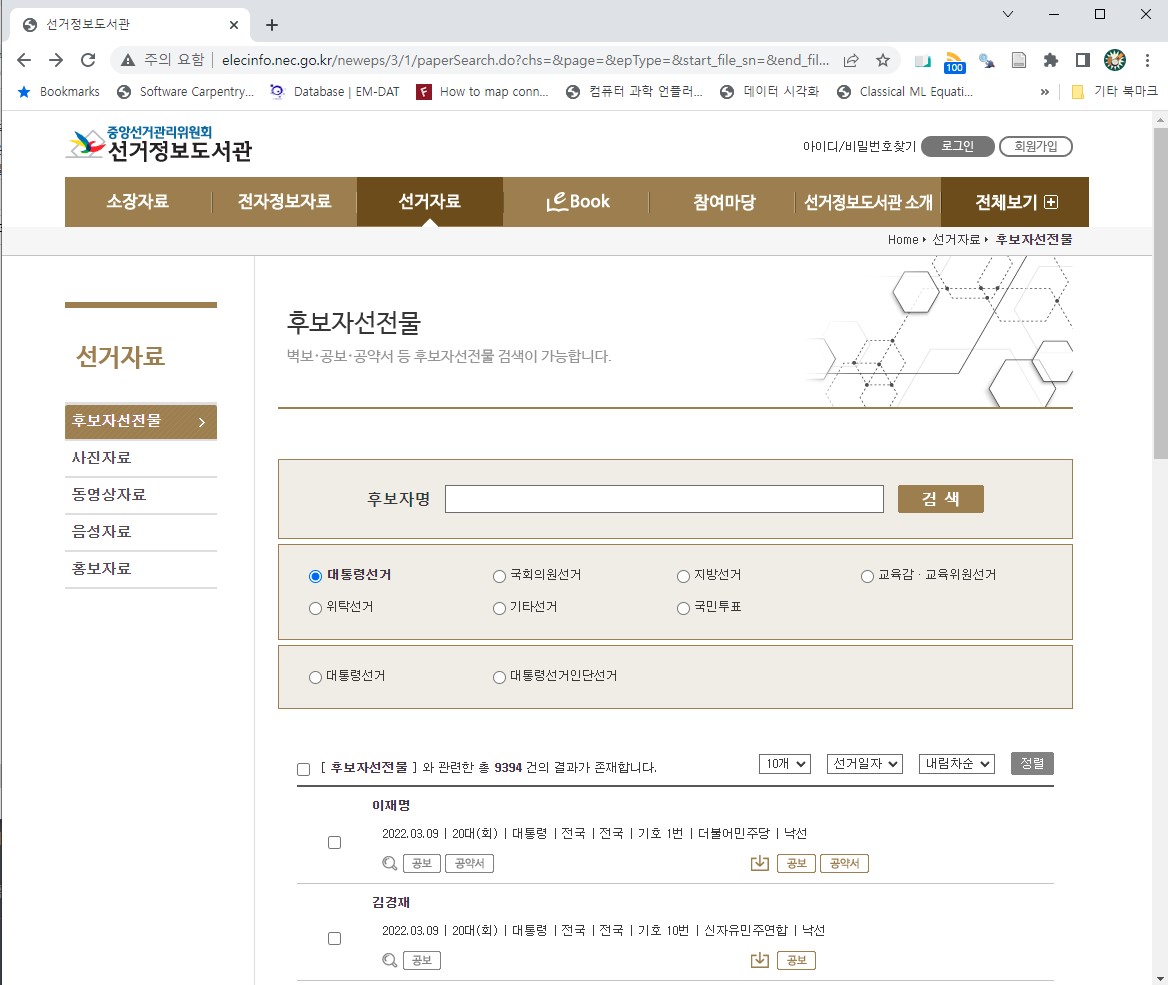 선거정보도서관
주의 요함 | elecinfo.nec.go.kr/neweps/3/1/paperSearch.do?chs=&page=&epType=&start_file_sn=&end_fil...
100
Bookmarks Software Carpentry... Database | EM-DAT How to map conn... 컴퓨터 과학 언플러... 데이터 시각화 Classical ML Equati... » 기타 북마크
중앙선거관리위원회
선거정보도서관
아이디/비밀번호찾기 로그인 회원가입
소장자료 전자정보자료 선거자료 eBook 참여마당 선거정보도서관 소개 전체보기
Home 선거자료 후보자선전물
선거자료
후보자선전물
사진자료
동영상자료
음성자료
홍보자료
후보자선전물
벽보·공보·공약서 등 후보자선전물 검색이 가능합니다.
후보자명 검 색
대통령선거 국회의원선거 지방선거 교육감 · 교육위원선거
위탁선거 기타선거 국민투표
대통령선거 대통령선거인단선거
[ 후보자선전물 ] 와 관련한 총 9394 건의 결과가 존재합니다. 10개 선거일자 내림차순 정렬
이재명
2022.03.09 | 20대(회) | 대통령 | 전국 | 전국 | 기호 1번 | 더불어민주당 | 낙선
공보 공약서 공보 공약서
김경재
2022.03.09 | 20대(회) | 대통령 | 전국 | 전국 | 기호 10번 | 신자유민주연합 | 낙선
공보 공보